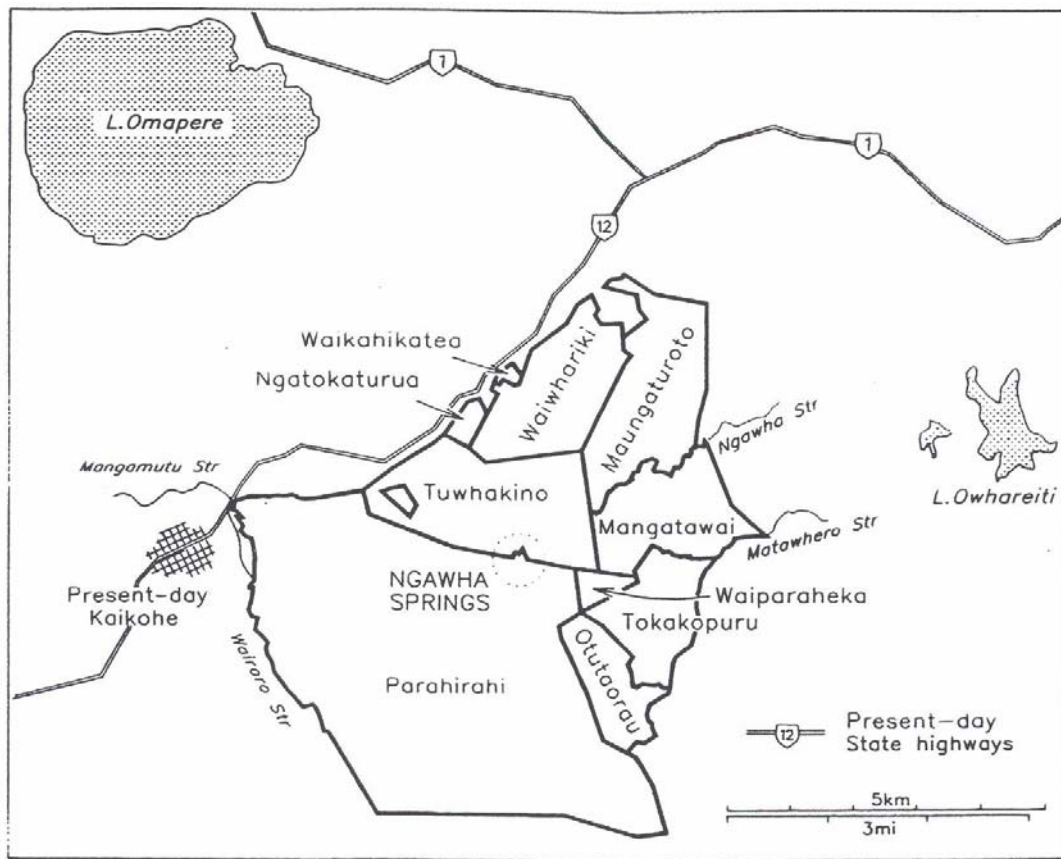 1
L.Omapere
1
12
Waikahikatea
Ngatokaturua
Waiwhariki
Maungaturoto
Ngawha Str
L.Owhareiti
Mangamutu Str
Tuwhakino
Mangatawai
Matawhero Str
NGAWHA
SPRINGS
Waiparaheka
Present-day
Kaikohe
Tokakopuru
Wairoro Str
Parahirahi
Otutaorau
12
Present-day
State highways
5km
3mi